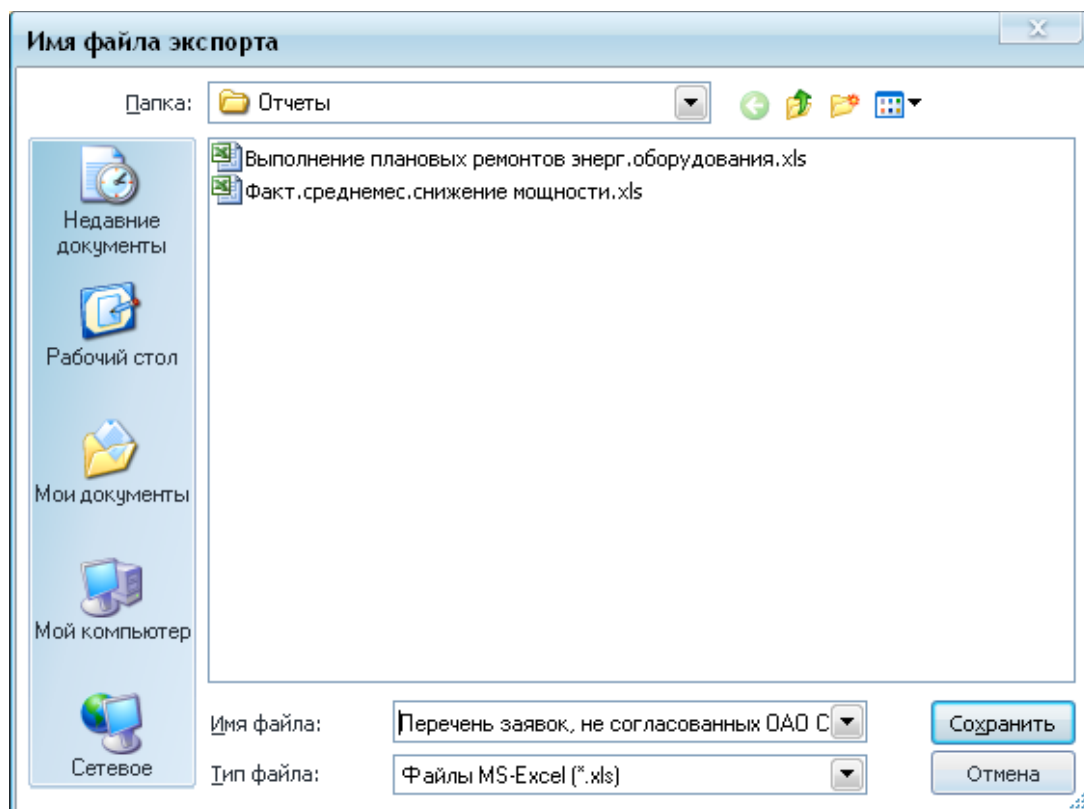 Имя файла экспорта
Папка: Отчеты
Выполнение плановых ремонтов энерг.оборудования.xls
Факт.среднемес.снижение мощности.xls
Недавние
документы
Рабочий стол
Мои документы
Мой компьютер
Сетевое
Имя файла: Перечень заявок, не согласованных ОАО С
Сохранить
Тип файла: Файлы MS-Excel (*.xls)
Отмена